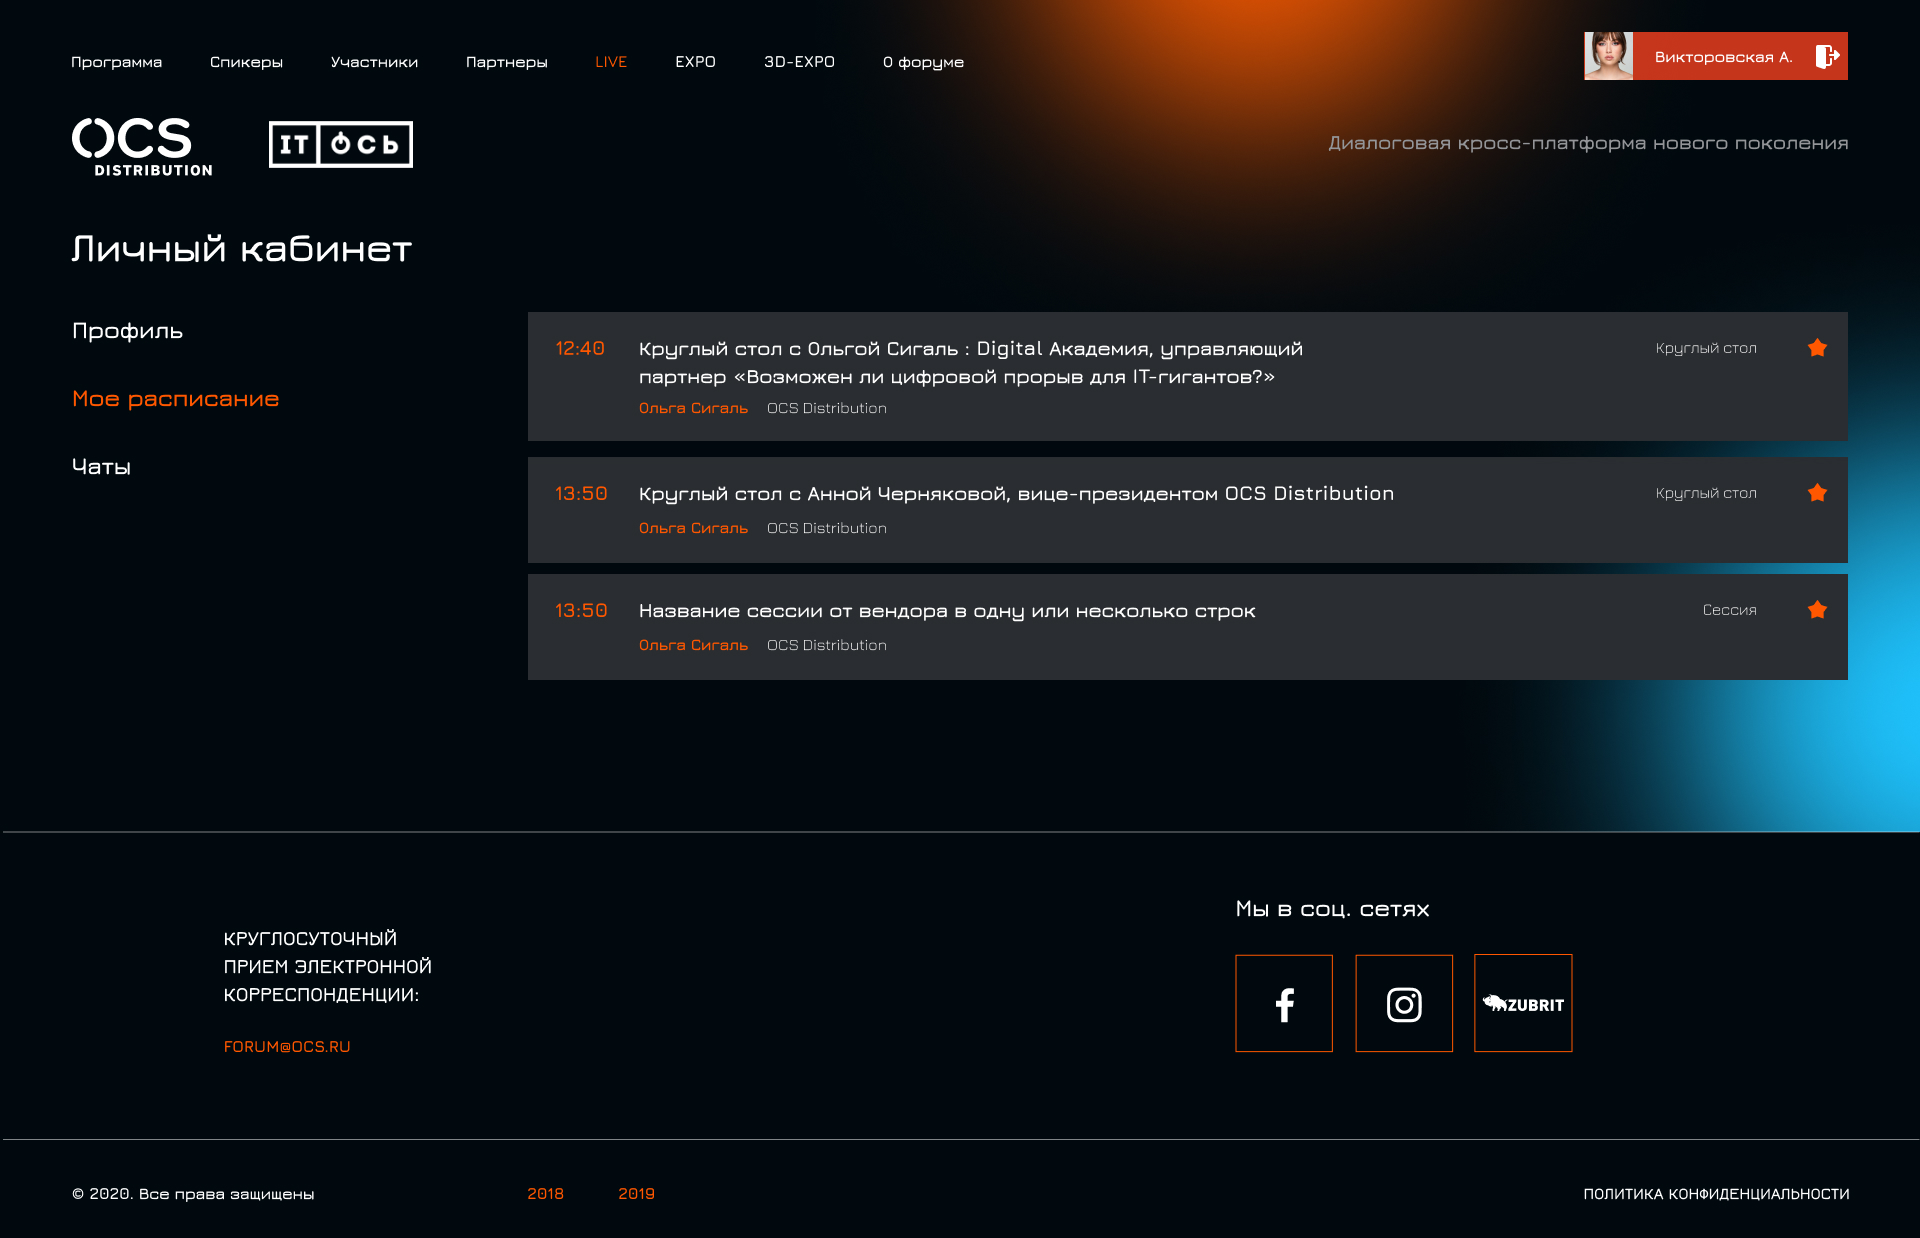 Программа Спикеры Участники Партнеры LIVE EXPO 3D-EXPO О форуме
Викторовская А.
OCS
DISTRIBUTION
IT ОСЬ
Диалоговая кросс-платформа нового поколения
Личный кабинет
Профиль
Мое расписание
Чаты
12:40 Круглый стол с Ольгой Сигаль : Digital Академия, управляющий Круглый стол
партнер «Возможен ли цифровой прорыв для IT-гигантов?»
Ольга Сигаль OCS Distribution
13:50 Круглый стол с Анной Черняковой, вице-президентом OCS Distribution Круглый стол
Ольга Сигаль OCS Distribution
13:50 Название сессии от вендора в одну или несколько строк Сессия
Ольга Сигаль OCS Distribution
КРУГЛОСУТОЧНЫЙ
ПРИЕМ ЭЛЕКТРОННОЙ
КОРРЕСПОНДЕНЦИИ:
FORUM@OCS.RU
Мы в соц. сетях
ZUBRIT
© 2020. Все права защищены 2018 2019 ПОЛИТИКА КОНФИДЕНЦИАЛЬНОСТИ